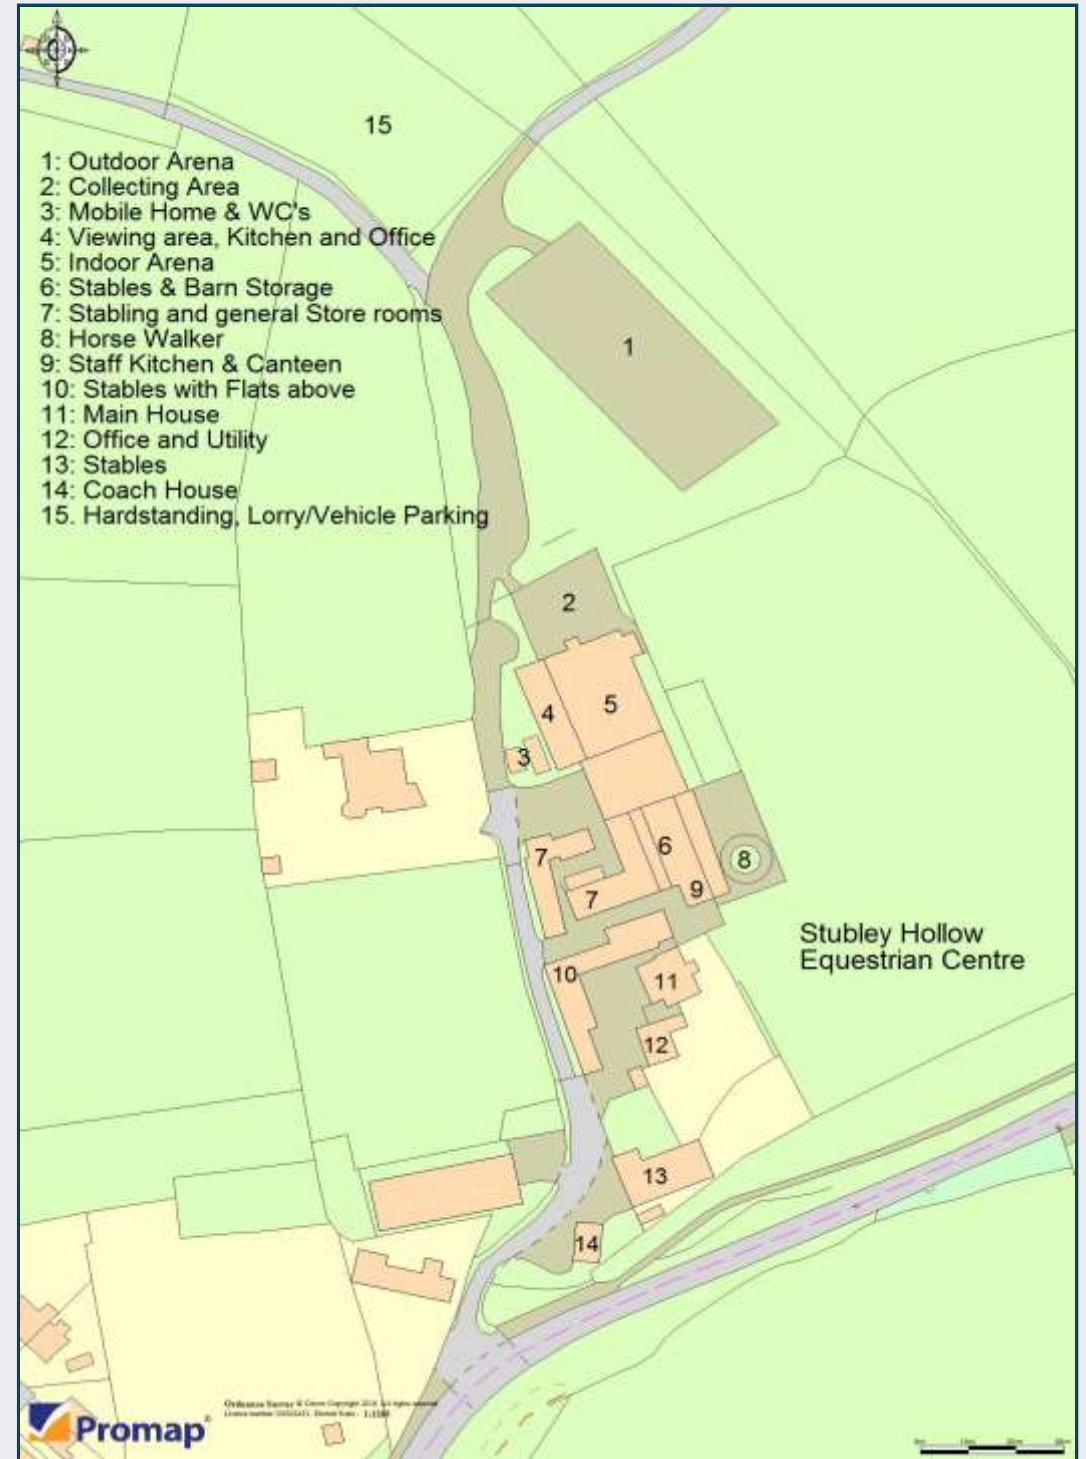 15
1: Outdoor Arena
2: Collecting Area
3: Mobile Home & WC's
4: Viewing area, Kitchen and Office
5: Indoor Arena
6: Stables & Barn Storage
7: Stabling and general Store rooms
8: Horse Walker
9: Staff Kitchen & Canteen
10: Stables with Flats above
11: Main House
12: Office and Utility
13: Stables
14: Coach House
15. Hardstanding, Lorry/Vehicle Parking
1
2
5
4
3
6
7
8
9
7
Stubley Hollow
Equestrian Centre
10
11
12
13
14
Promap
Ordnance Survey © Crown Copyright